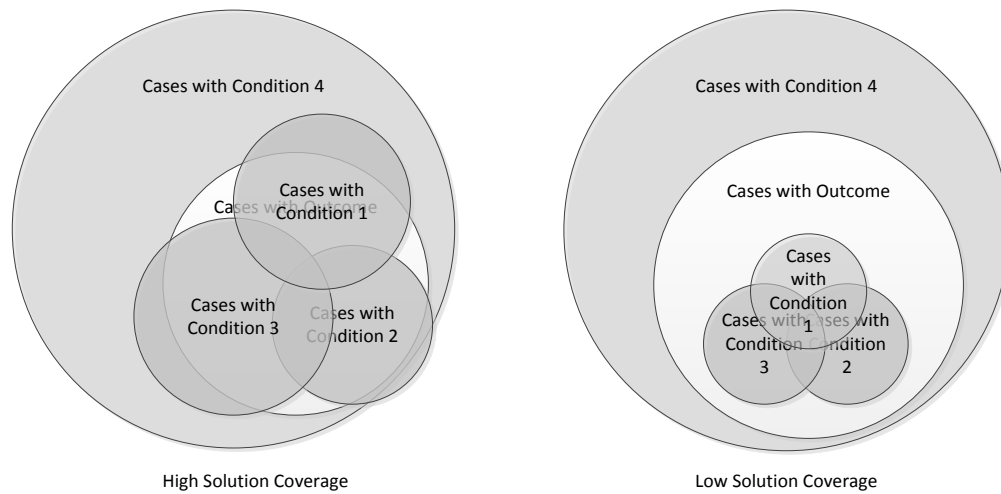 Cases with Condition 4
Cases with
Condition 1
Cases with Outcome
Cases with
Condition 3
Cases with
Condition 2
High Solution Coverage
Cases with Condition 4
Cases with Outcome
Cases
with
Condition
1
Cases with
Condition
3
Cases with
Condition
2
Low Solution Coverage